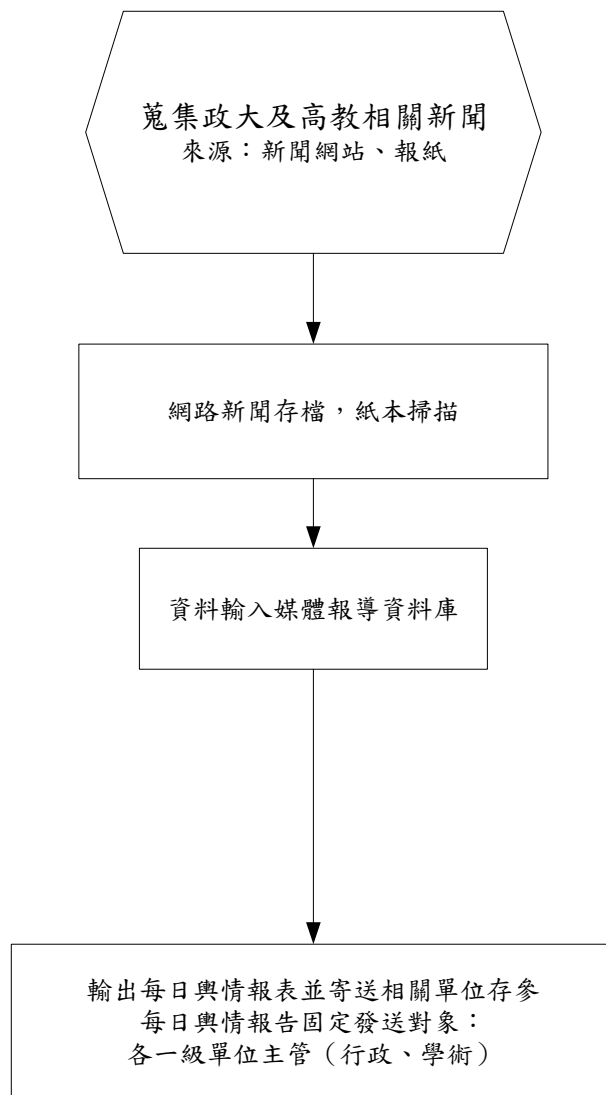 蒐集政大及高教相關新聞
來源：新聞網站、報紙
網路新聞存檔，紙本掃描
資料輸入媒體報導資料庫
輸出每日輿情報表並寄送相關單位存參
每日輿情報告固定發送對象：
各一級單位主管（行政、學術）